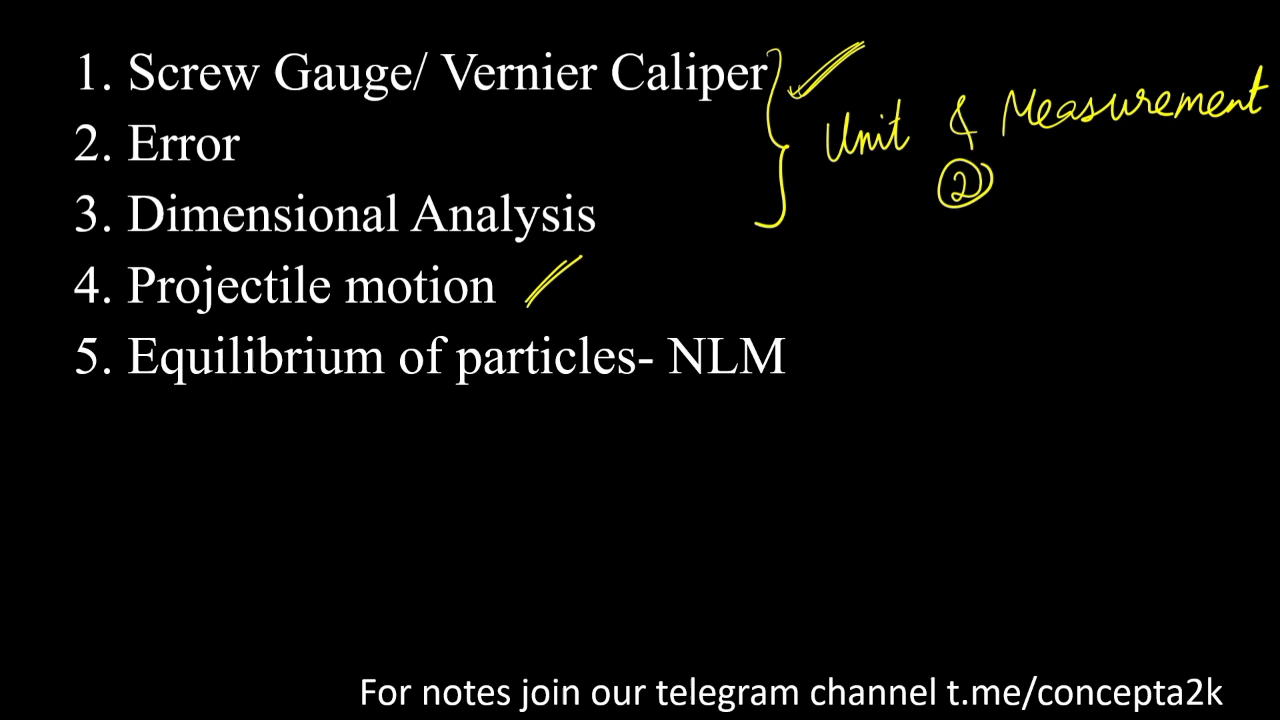 1. Screw Gauge/ Vernier Caliper
2. Error
3. Dimensional Analysis
4. Projectile motion
5. Equilibrium of particles- NLM
Unit & Measurement
2
For notes join our telegram channel t.me/concepta2k